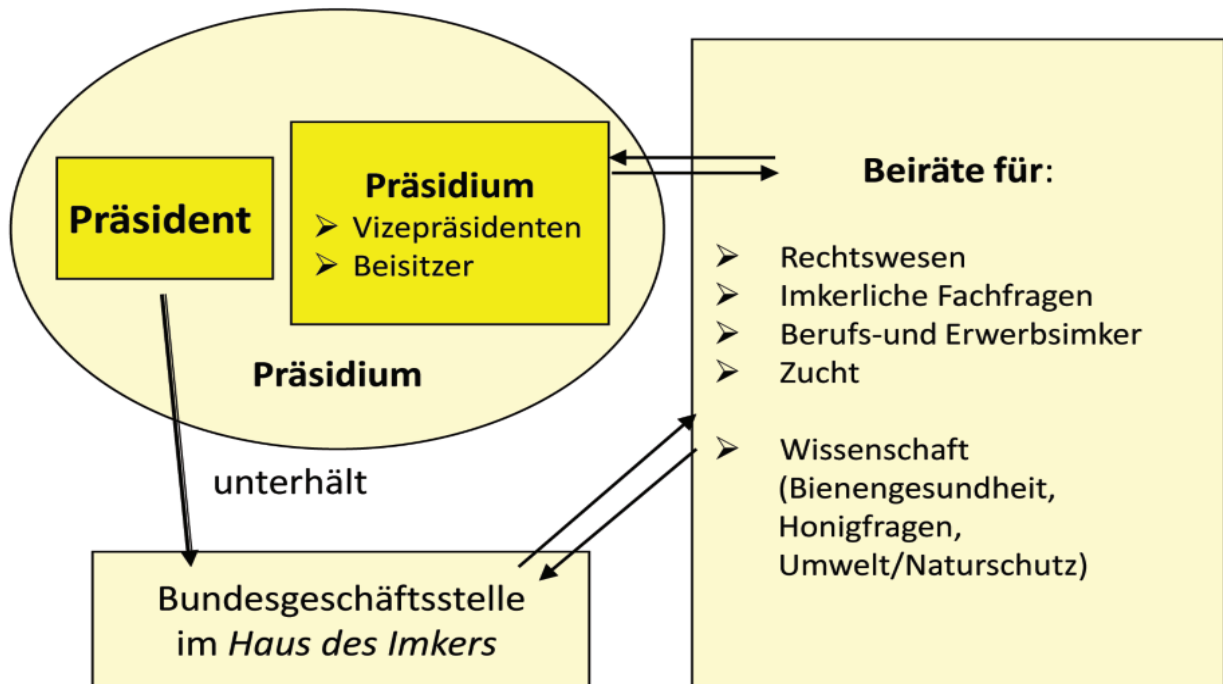 Präsident
Präsidium
➢ Vizepräsidenten
➢ Beisitzer
Präsidium
unterhält
Bundesgeschäftsstelle
im Haus des Imkers
Beiräte für:
➢ Rechtswesen
➢ Imkerliche Fachfragen
➢ Berufs-und Erwerbsimker
➢ Zucht
➢ Wissenschaft
(Bienengesundheit,
Honigfragen,
Umwelt/Naturschutz)